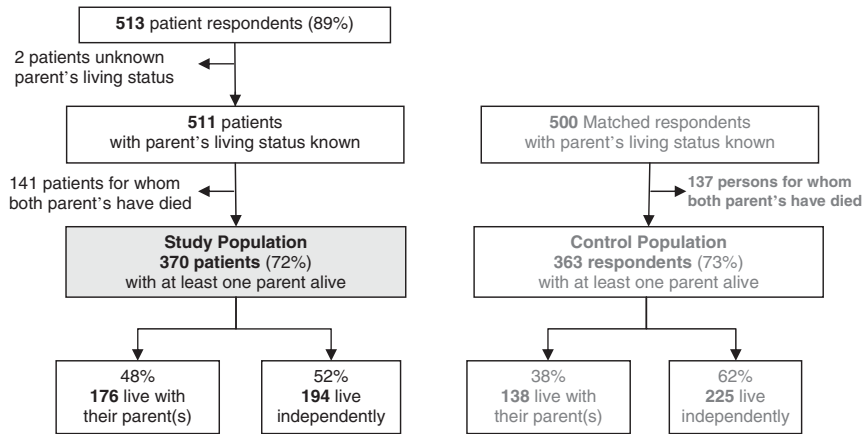 513 patient respondents (89%)
2 patients unknown
parent's living status
511 patients
with parent's living status known
141 patients for whom
both parent's have died
Study Population
370 patients (72%)
with at least one parent alive
48%
176 live with
their parent(s)
52%
194 live
independently
500 Matched respondents
with parent's living status known
137 persons for whom
both parent's have died
Control Population
363 respondents (73%)
with at least one parent alive
38%
138 live with
their parent(s)
62%
225 live
independently